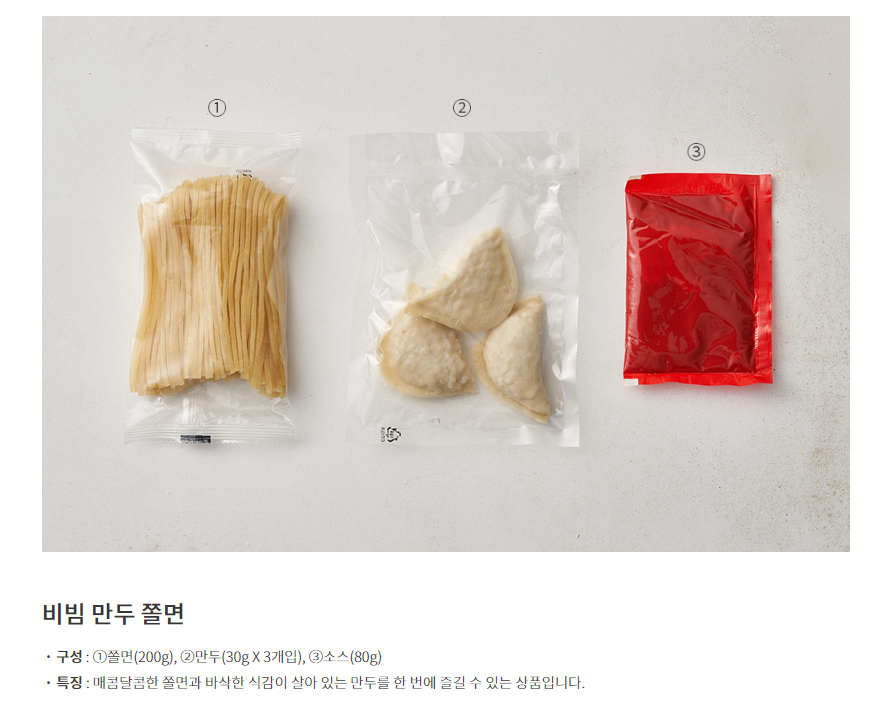 ①
②
③
비빔 만두 쫄면
· 구성 : ①쫄면(200g), ②만두(30g X 3개입), ③소스(80g)
· 특징 : 매콤달콤한 쫄면과 바삭한 식감이 살아 있는 만두를 한 번에 즐길 수 있는 상품입니다.